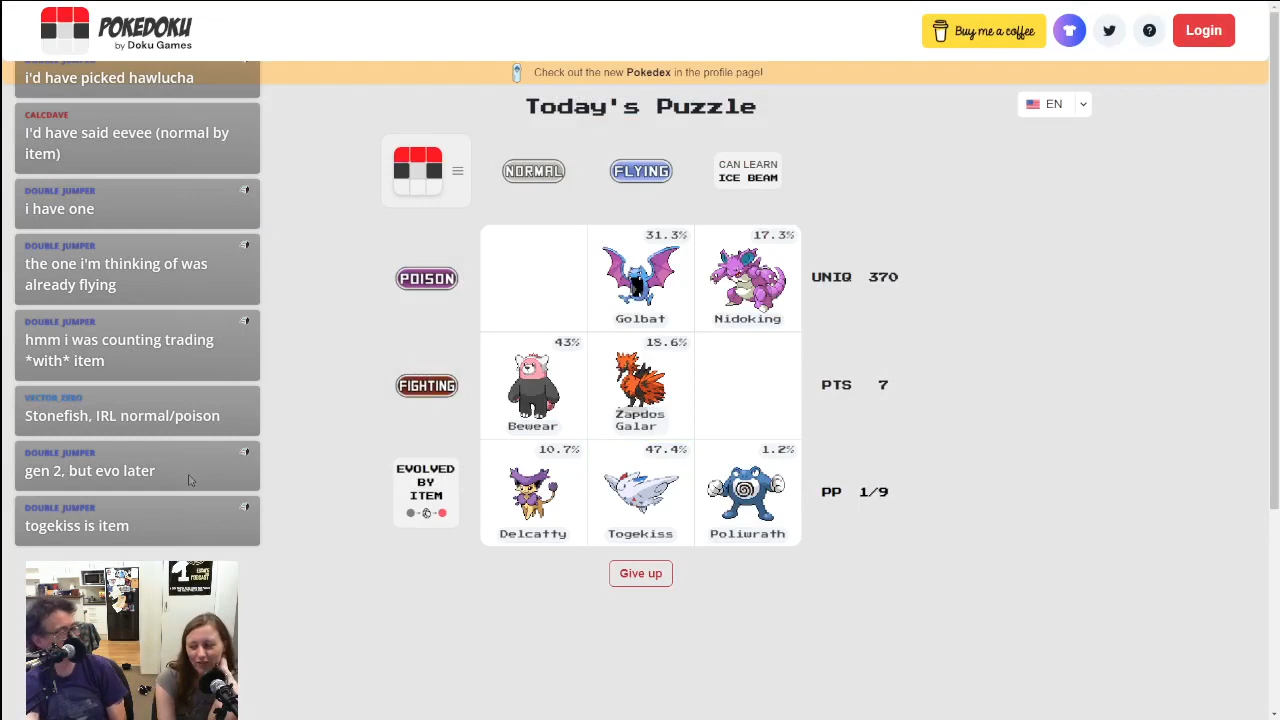 POKEDOKU
by Doku Games
Buy me a coffee
Login
Check out the new Pokedex in the profile page!
i'd have picked hawlucha
CALCDAVE
I'd have said eevee (normal by
item)
DOUBLE JUMPER
i have one
DOUBLE JUMPER
the one i'm thinking of was
already flying
DOUBLE JUMPER
hmm i was counting trading
*with* item
VECTOR ZERO
Stonefish, IRL normal/poison
DOUBLE JUMPER
gen 2, but evo later
DOUBLE JUMPER
togekiss is item
Today's Puzzle
EN
NORMAL
FLYING
CAN LEARN
ICE BEAM
POISON
31.3%
Golbat
17.3%
Nidoking
UNIQ 370
FIGHTING
43%
Bewear
18.6%
Zapdos
Galar
PTS 7
EVOLVED
BY
ITEM
10.7%
Delcatty
47.4%
Togekiss
1.2%
Poliwrath
PP 1/9
Give up